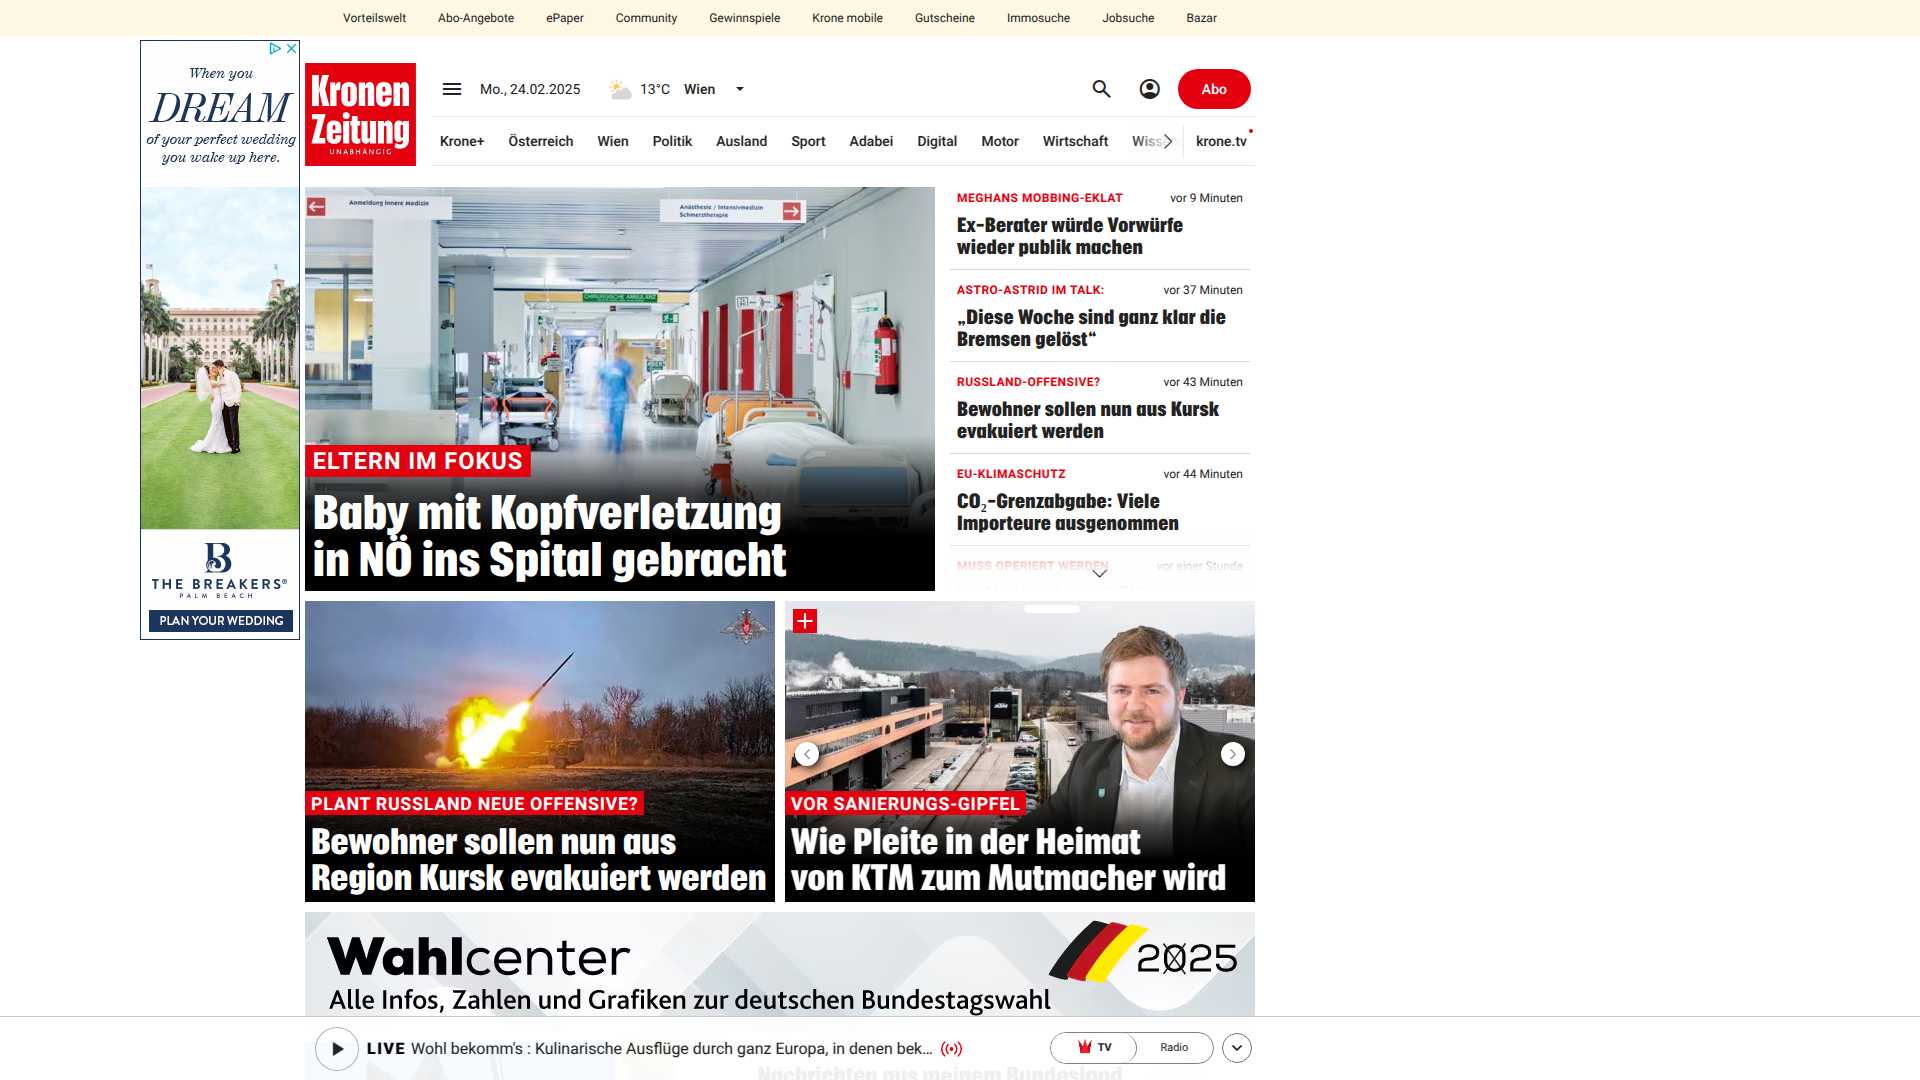 Vorteilswelt Abo-Angebote ePaper Community Gewinnspiele Krone mobile Gutscheine Immosuche Jobsuche Bazar
When you
DREAM
of your perfect wedding
you wake up here.
THE BREAKERS®
PALM BEACH
PLAN YOUR WEDDING
Kronen
Zeitung
UNABHÄNGIG
Mo., 24.02.2025 13°C Wien
Abo
Krone+ Österreich Wien Politik Ausland Sport Adabei Digital Motor Wirtschaft krone.tv
Anmeldung Innere Medizin
Anästhesie / Intensivmedizin
Schmerztherapie
CHIRURGISCHE AMBULANZ
ELTERN IM FOKUS
Baby mit Kopfverletzung
in NÖ ins Spital gebracht
MEGHANS MOBBING-EKLAT vor 9 Minuten
Ex-Berater würde Vorwürfe
wieder publik machen
ASTRO-ASTRID IM TALK: vor 37 Minuten
„Diese Woche sind ganz klar die
Bremsen gelöst“
RUSSLAND-OFFENSIVE? vor 43 Minuten
Bewohner sollen nun aus Kursk
evakuiert werden
EU-KLIMASCHUTZ vor 44 Minuten
CO₂-Grenzabgabe: Viele
Importeure ausgenommen
MUSS OPERIERT WERDEN vor einer Stunde
PLANT RUSSLAND NEUE OFFENSIVE?
Bewohner sollen nun aus
Region Kursk evakuiert werden
KTM
VOR SANIERUNGS-GIPFEL
Wie Pleite in der Heimat
von KTM zum Mutmacher wird
Wahlcenter
2025
Alle Infos, Zahlen und Grafiken zur deutschen Bundestagswahl
LIVE Wohl bekomm's : Kulinarische Ausflüge durch ganz Europa, in denen bek...
TV Radio
Nachrichten aus meinem Bundesland